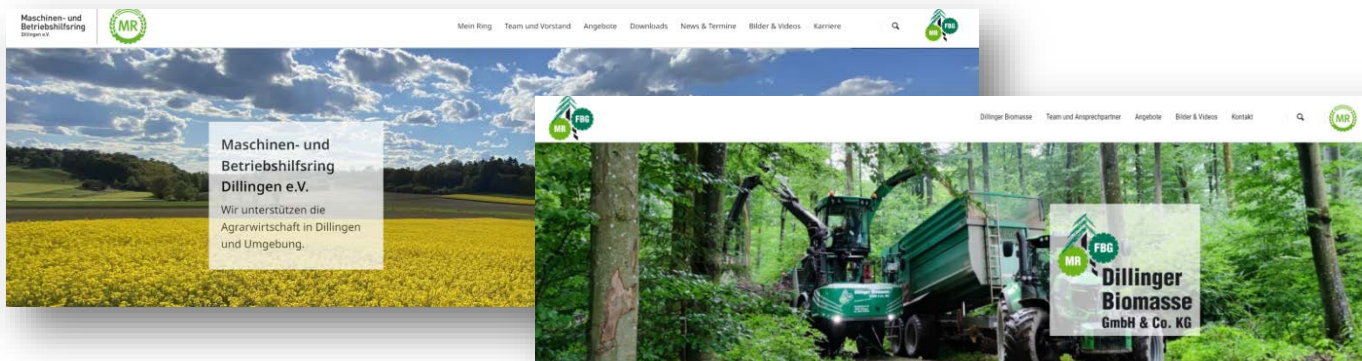 Maschinen- und
Betriebshilfsring
Dillingen e.V.
MR
Mein Ring Team und Vorstand Angebote Downloads News & Termine Bilder & Videos Karriere
MR FBG
Maschinen- und
Betriebshilfsring
Dillingen e.V.
Wir unterstützen die
Agrarwirtschaft in Dillingen
und Umgebung.
MR FBG
Dillinger Biomasse Team und Ansprechpartner Angebote Bilder & Videos Kontakt
MR
Dillinger Biomasse
MR FBG
Dillinger
Biomasse
GmbH & Co. KG